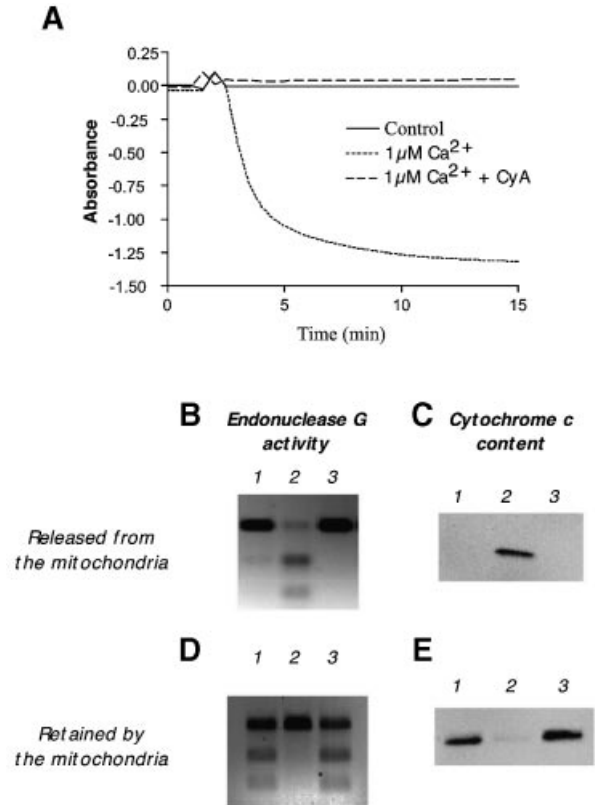 A
0.25
0.00
-0.25
-0.50
-0.75
-1.00
-1.25
-1.50
Absorbance
Control
1µM Ca2+
1µM Ca2+ + CyA
0 5 10 15
Time (min)
B Endonuclease G activity
C Cytochrome c content
1 2 3
1 2 3
Released from
the mitochondria
D 1 2 3
E 1 2 3
Retained by
the mitochondria